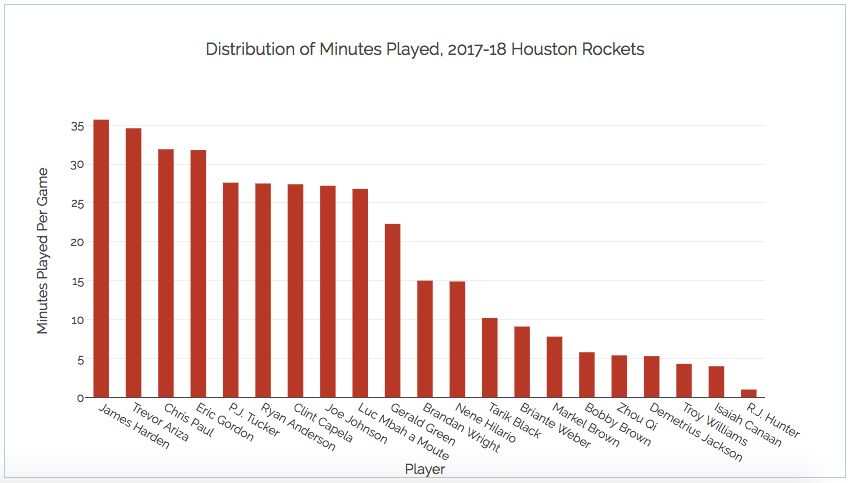 Distribution of Minutes Played, 2017-18 Houston Rockets
Minutes Played Per Game
35
30
25
20
15
10
5
0
James Harden
Trevor Ariza
Chris Paul
Eric Gordon
P.J. Tucker
Ryan Anderson
Clint Capela
Joe Johnson
Luc Mbah a Moute
Gerald Green
Brandan Wright
Nene Hilario
Tarik Black
Briante Weber
Markel Brown
Bobby Brown
Zhou Qi
Demetrius Jackson
Troy Williams
Isaiah Canaan
R.J. Hunter
Player